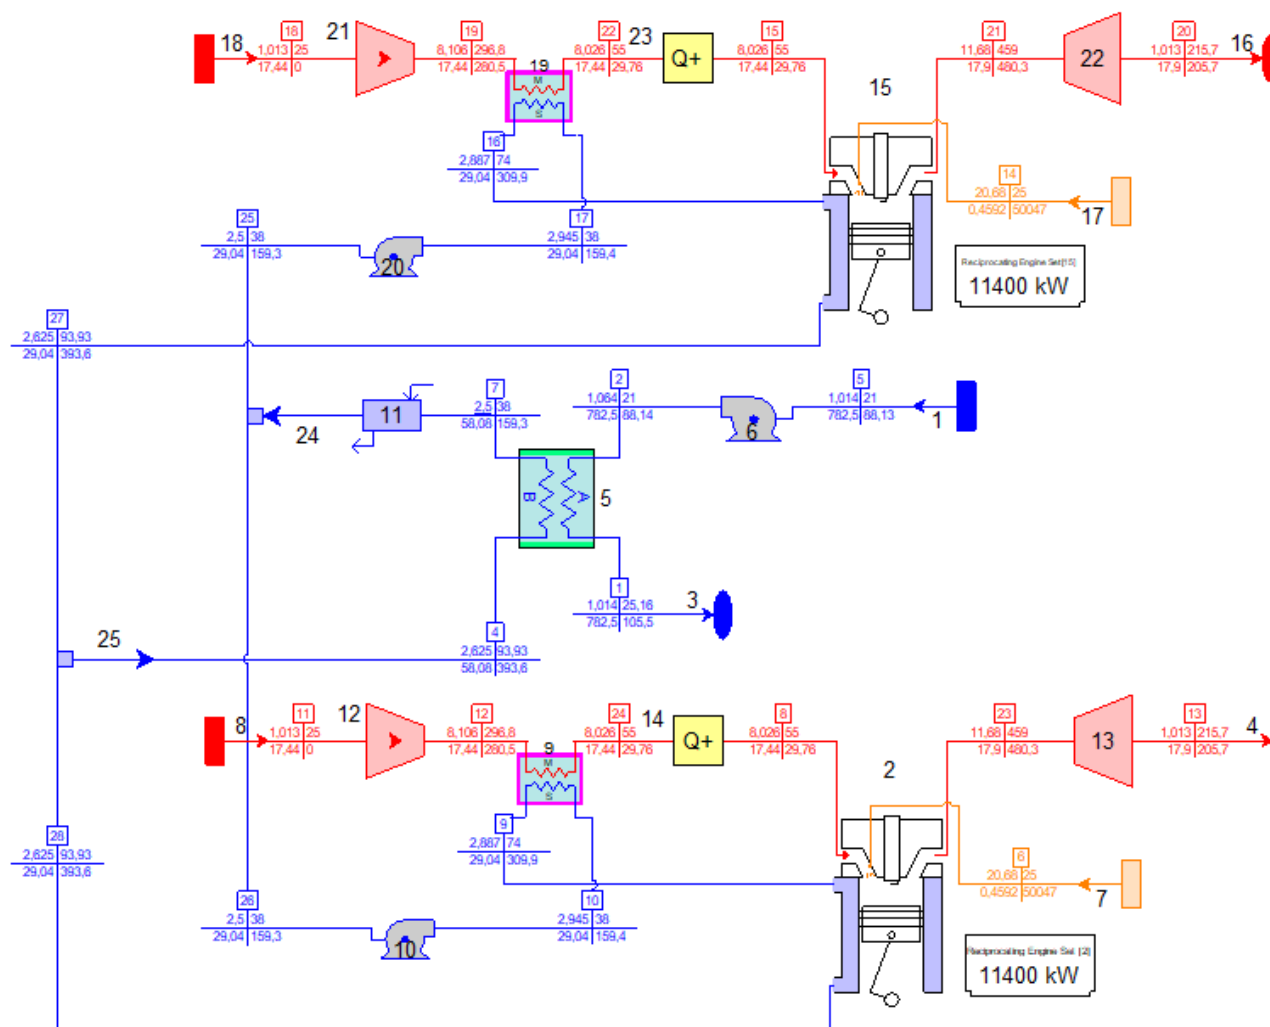 18 19 22 15 21 20
21 23 16
18 1,013 25 8,106 296,8 8,026 55 Q+ 8,026 55 11,68 459 22 1,013 215,7
17,44 0 17,44 280,5 17,44 29,76 17,44 29,76 17,9 480,3 17,9 205,7
19
M
S
15
16
2,887 74
29,04 309,9
14
20,68 25
0,4592 50047
17
25 17
2,5 38 2,945 38
29,04 159,3 29,04 159,4
20
Reciprocating Engine Set[15]
11400 kW
27
2,625 93,93
29,04 393,6
7 2 5
2,5 38 1,064 21 1,014 21
58,08 159,3 782,5 88,14 782,5 88,13
11 24 6 1
B A 5
1
1,014 25,16 3
782,5 105,5
4
25 2,625 93,93
58,08 393,6
11 12 24 8 23 13
8 12 14 4
1,013 25 8,106 296,8 8,026 55 Q+ 8,026 55 11,68 459 13 1,013 215,7
17,44 0 17,44 280,5 17,44 29,76 17,44 29,76 17,9 480,3 17,9 205,7
9
M
S
2
28 9
2,625 93,93 2,887 74
29,04 393,6 29,04 309,9
6
20,68 25
0,4592 50047
7
26 10
2,5 38 2,945 38
29,04 159,3 29,04 159,4
10
Reciprocating Engine Set [2]
11400 kW